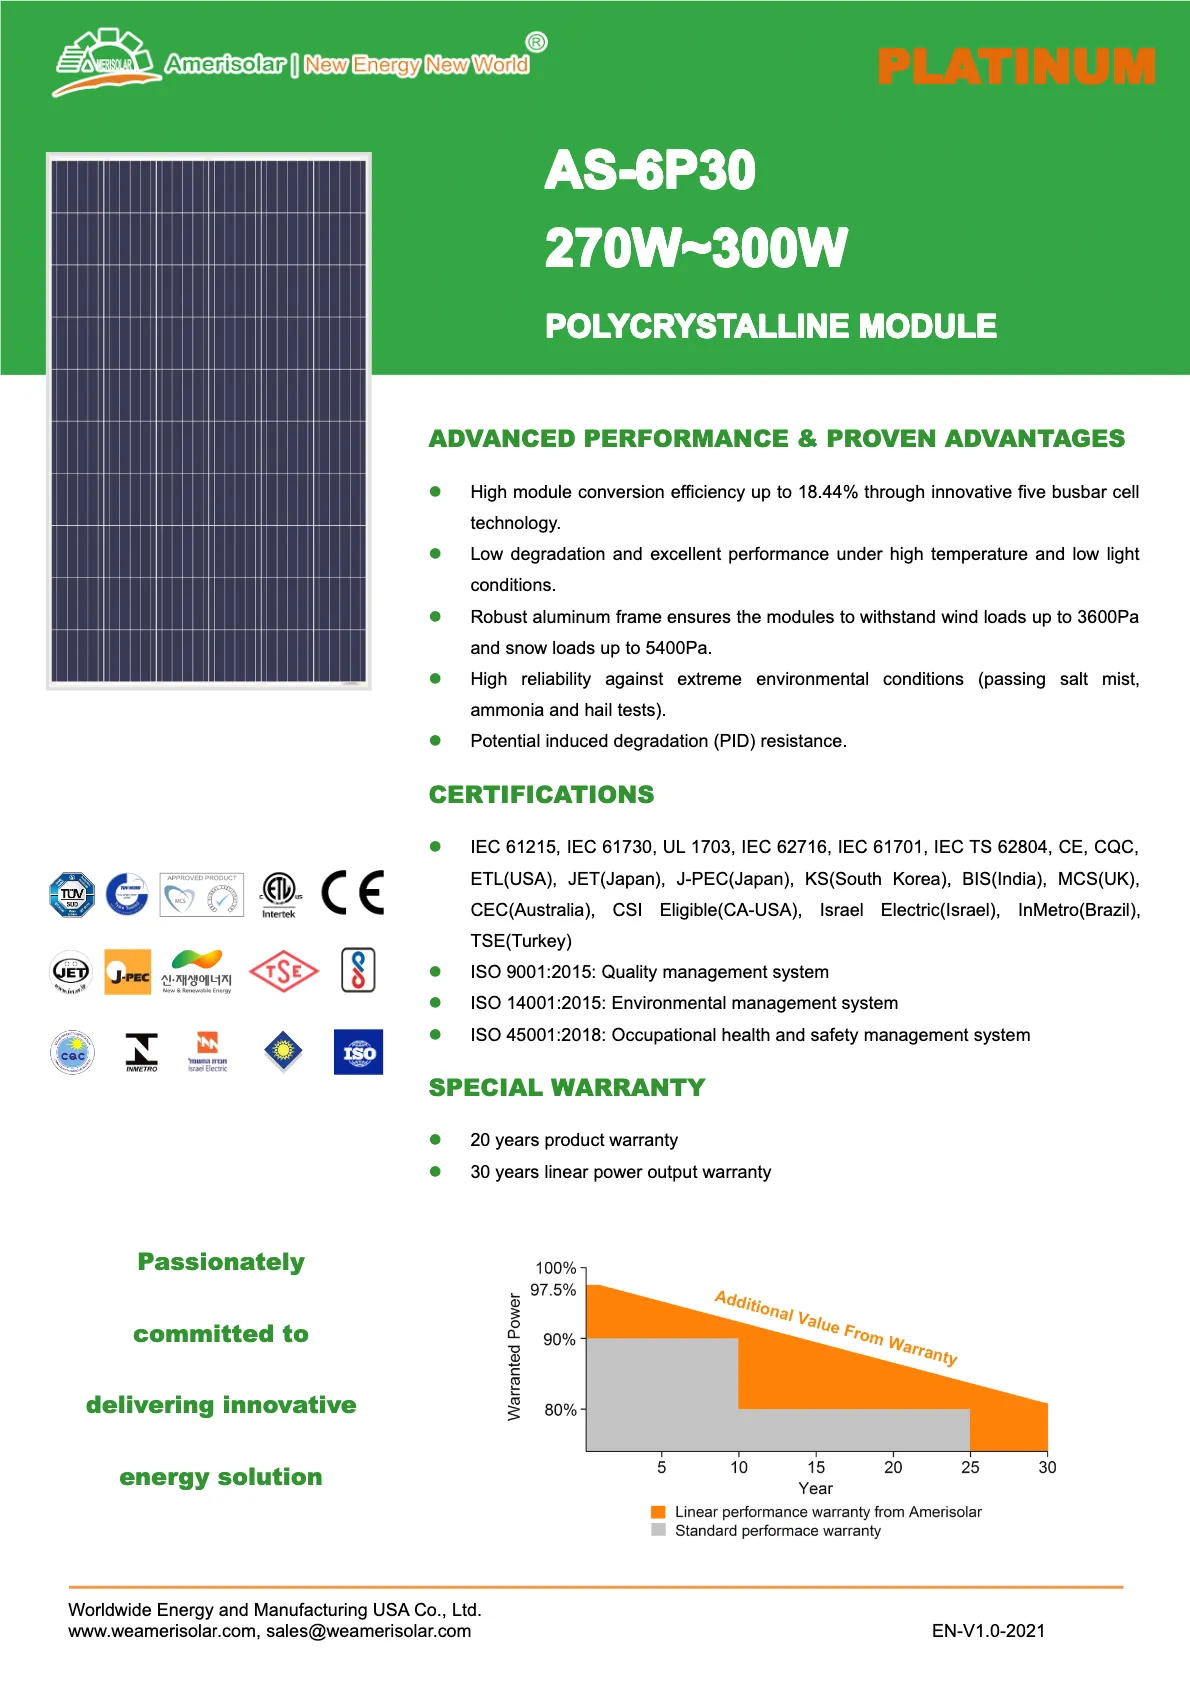 AMERISOLAR
Amerisolar | New Energy New World®
PLATINUM
AS-6P30
270W~300W
POLYCRYSTALLINE MODULE
ADVANCED PERFORMANCE & PROVEN ADVANTAGES
● High module conversion efficiency up to 18.44% through innovative five busbar cell
technology.
● Low degradation and excellent performance under high temperature and low light
conditions.
● Robust aluminum frame ensures the modules to withstand wind loads up to 3600Pa
and snow loads up to 5400Pa.
● High reliability against extreme environmental conditions (passing salt mist,
ammonia and hail tests).
● Potential induced degradation (PID) resistance.
CERTIFICATIONS
● IEC 61215, IEC 61730, UL 1703, IEC 62716, IEC 61701, IEC TS 62804, CE, CQC,
ETL(USA), JET(Japan), J-PEC(Japan), KS(South Korea), BIS(India), MCS(UK),
CEC(Australia), CSI Eligible(CA-USA), Israel Electric(Israel), InMetro(Brazil),
TSE(Turkey)
● ISO 9001:2015: Quality management system
● ISO 14001:2015: Environmental management system
● ISO 45001:2018: Occupational health and safety management system
TÜV
SÜD
TÜV NORD
APPROVED PRODUCT
MCS
ETL
C US
Intertek
CE
JET
J-PEC
신·재생에너지
New & Renewable Energy
TSE
CQC
INMETRO
חברת החשמל
Israel Electric
ISO
SPECIAL WARRANTY
● 20 years product warranty
● 30 years linear power output warranty
Passionately
committed to
delivering innovative
energy solution
Warranted Power
100%
97.5%
90%
80%
Additional Value From Warranty
5 10 15 20 25 30
Year
Linear performance warranty from Amerisolar
Standard performace warranty
Worldwide Energy and Manufacturing USA Co., Ltd.
www.weamerisolar.com, sales@weamerisolar.com
EN-V1.0-2021